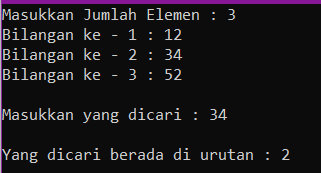 Masukkan Jumlah Elemen : 3
Bilangan ke - 1 : 12
Bilangan ke - 2 : 34
Bilangan ke - 3 : 52
Masukkan yang dicari : 34
Yang dicari berada di urutan : 2